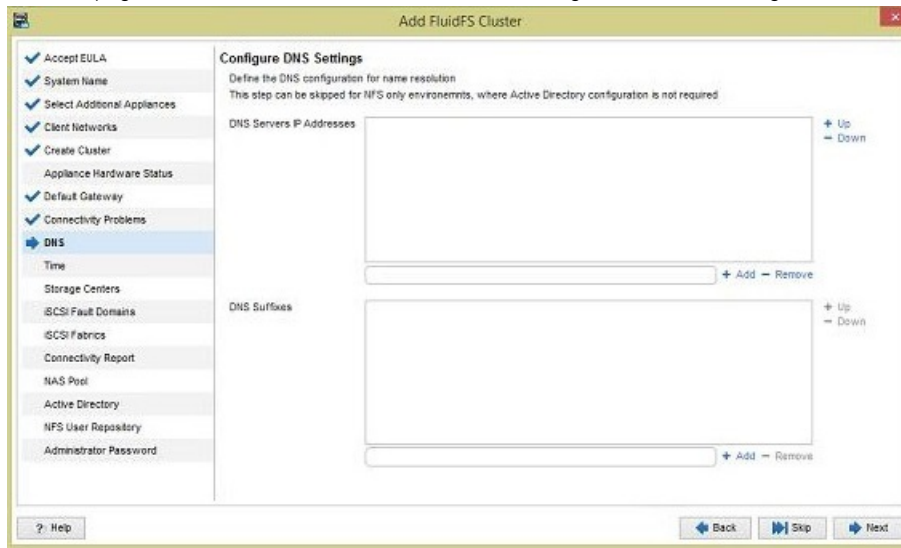 Add FluidFS Cluster
Accept EULA
System Name
Select Additional Appliances
Client Networks
Create Cluster
Appliance Hardware Status
Default Gateway
Connectivity Problems
DNS
Time
Storage Centers
iSCSI Fault Domains
iSCSI Fabrics
Connectivity Report
NAS Pool
Active Directory
NFS User Repository
Administrator Password
Configure DNS Settings
Define the DNS configuration for name resolution
This step can be skipped for NFS only environemnts, where Active Directory configuration is not required
DNS Servers IP Addresses
+ Up
− Down
+ Add − Remove
DNS Suffixes
+ Up
− Down
+ Add − Remove
? Help
Back Skip Next